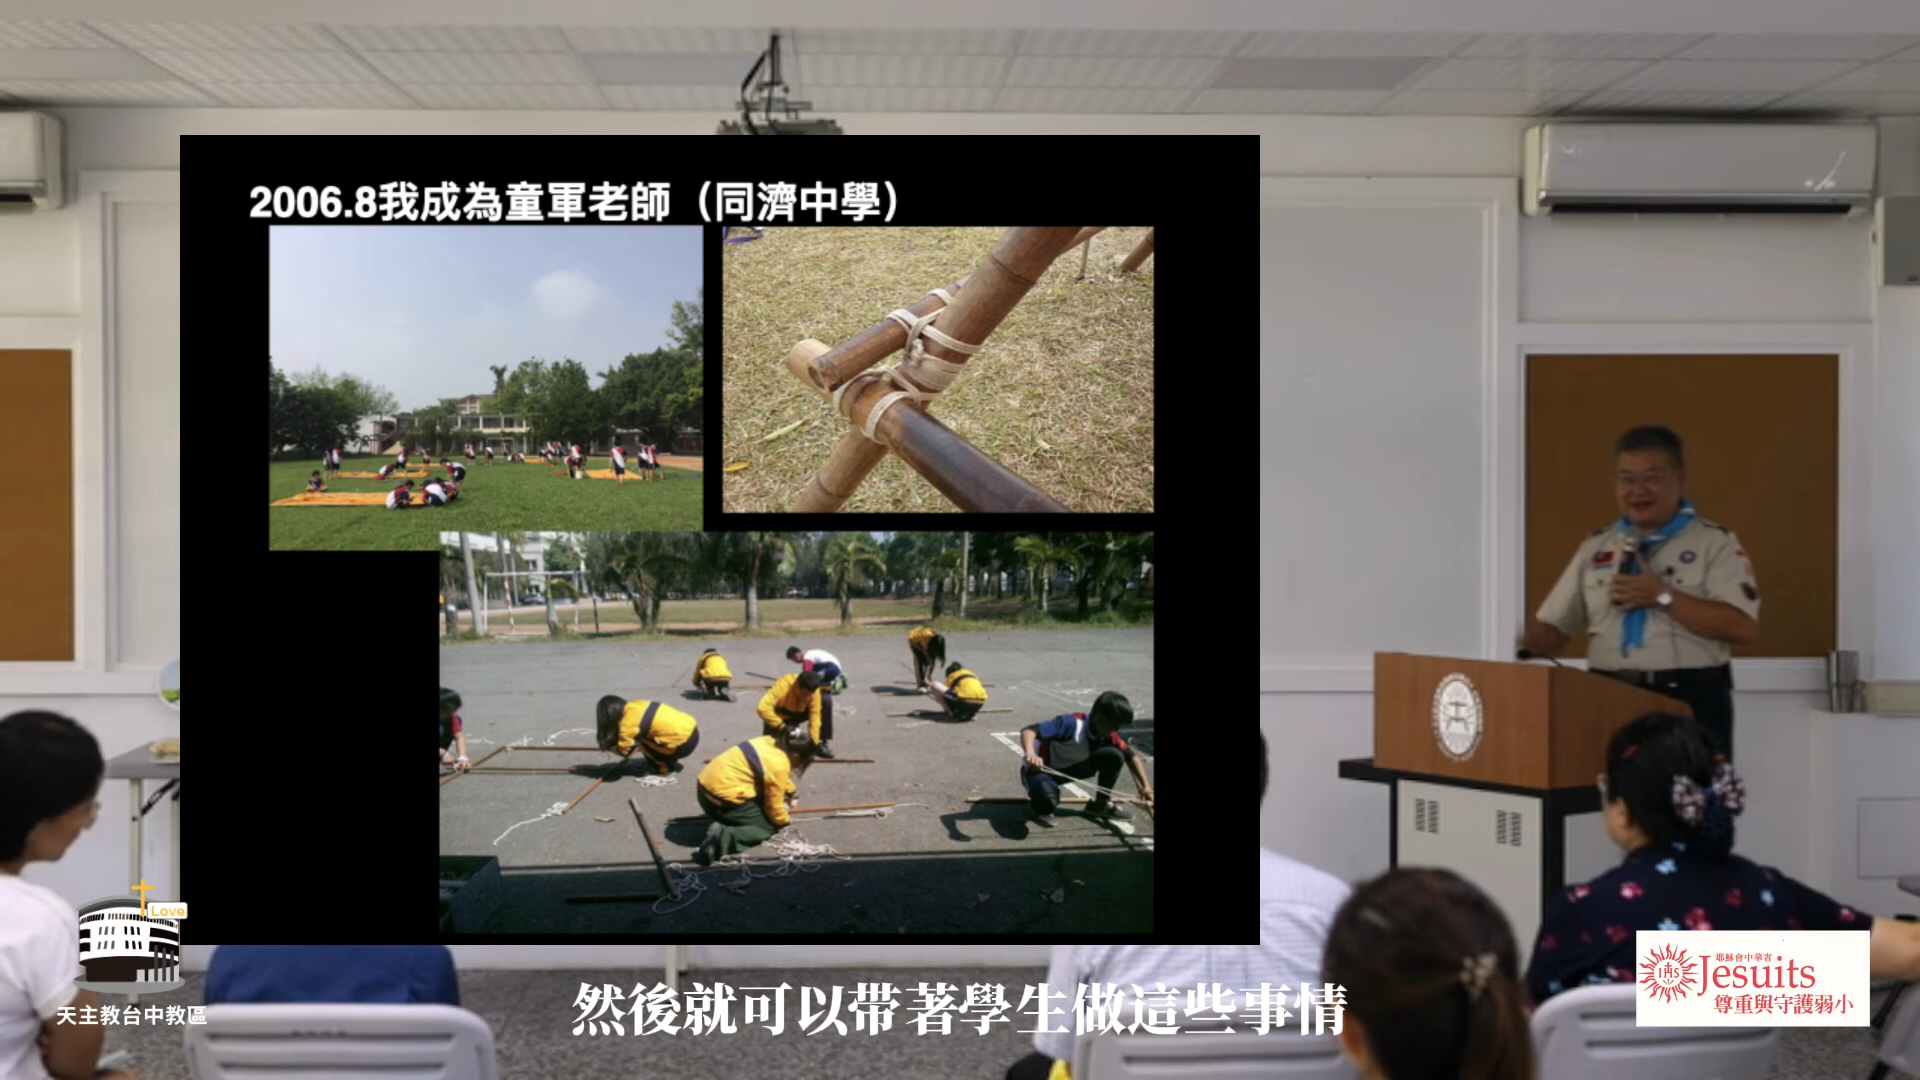 2006.8我成為童軍老師（同濟中學）
Love
天主教台中教區
然後就可以帶著學生做這些事情
IHS
耶穌會中華省
Jesuits
尊重與守護弱小